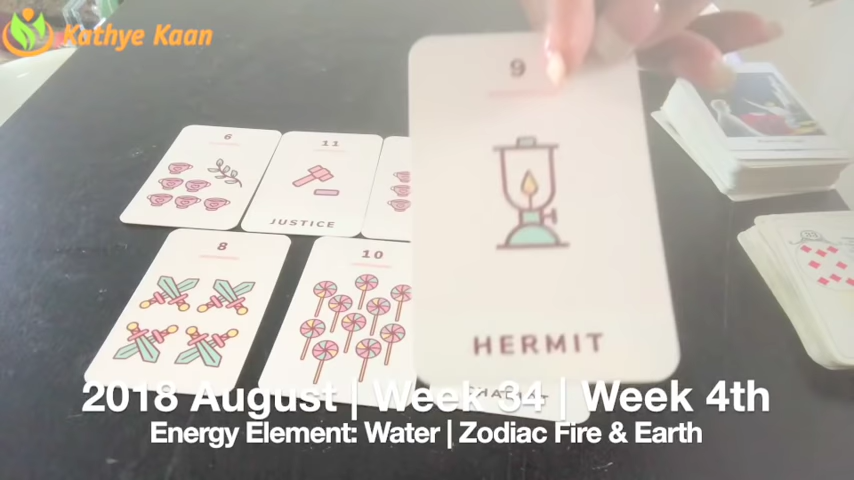 Kathye Kaan
9
6
11
JUSTICE
8
10
HERMIT
2018 August | Week 34 | Week 4th
Energy Element: Water | Zodiac Fire & Earth